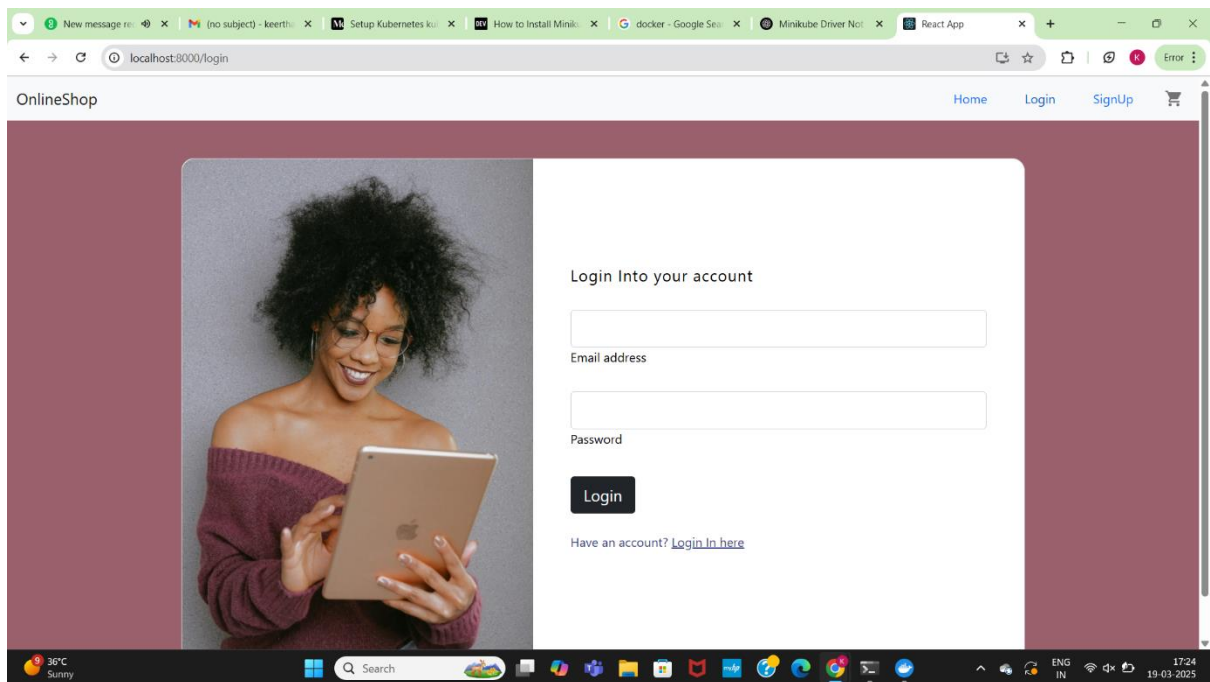 New message re
(no subject) - keerth
Setup Kubernetes ku
DEV
How to Install Minik
docker - Google Sea
Minikube Driver Not
React App
localhost:8000/login
K
Error
OnlineShop
Home
Login
SignUp
Login Into your account
Email address
Password
Login
Have an account? Login In here
9
36°C
Sunny
Search
ENG
IN
17:24
19-03-2025